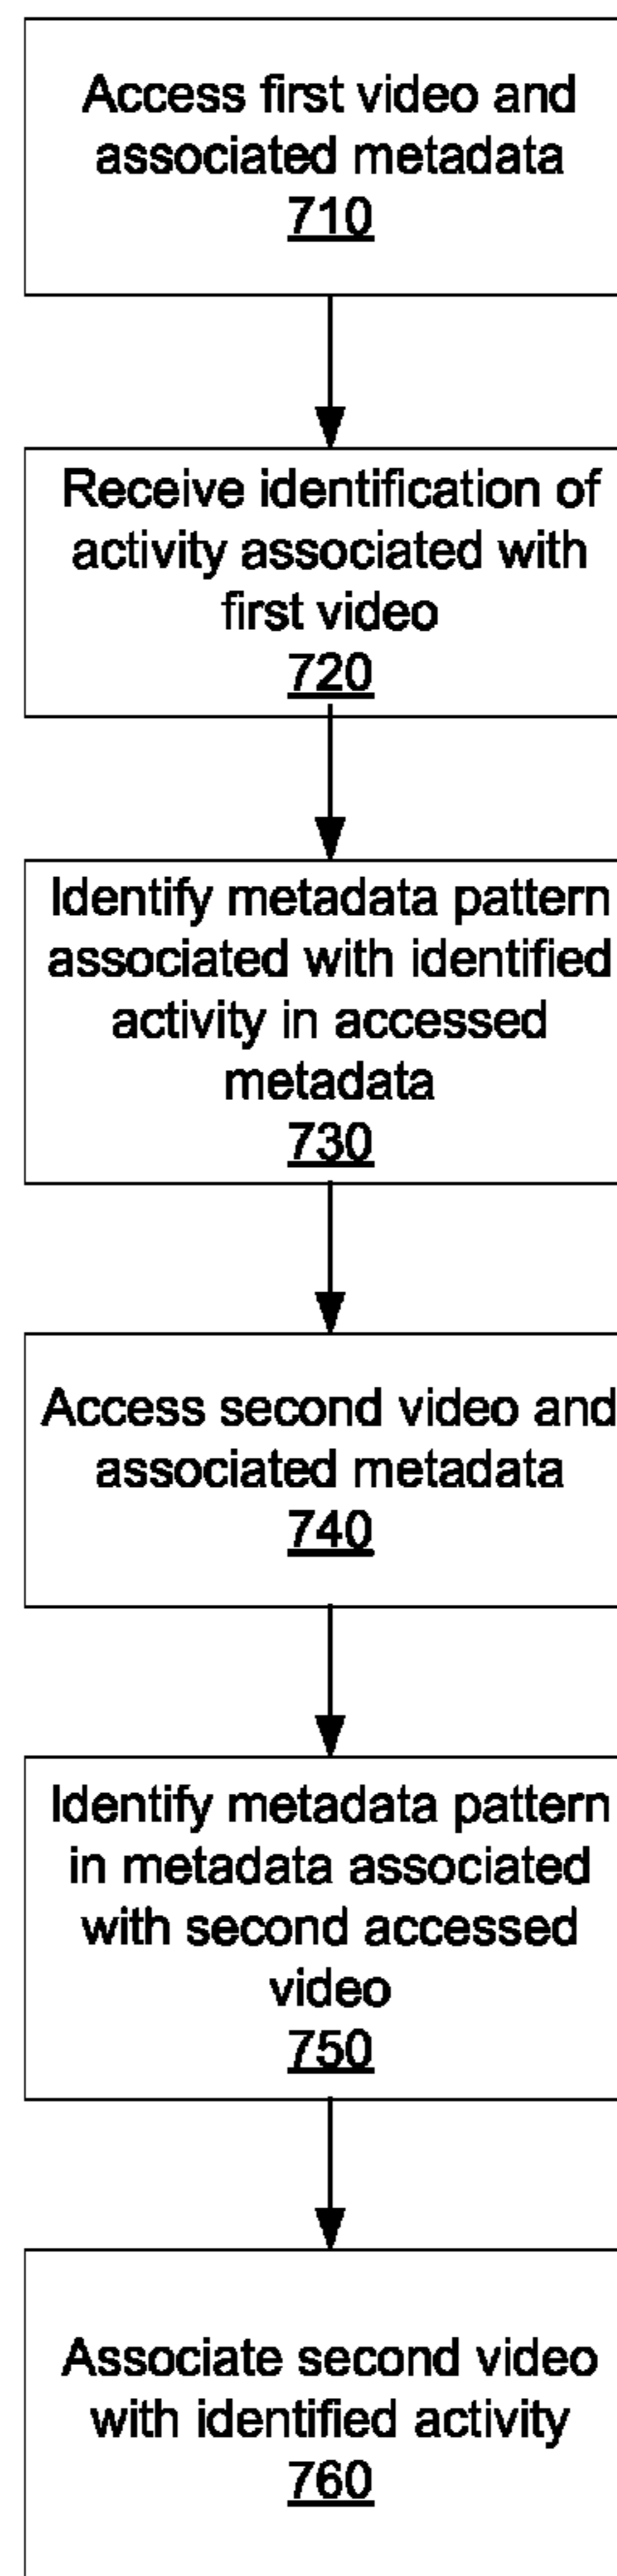 Access first video and
associated metadata
710
Receive identification of
activity associated with
first video
720
Identify metadata pattern
associated with identified
activity in accessed
metadata
730
Access second video and
associated metadata
740
Identify metadata pattern
in metadata associated
with second accessed
video
750
Associate second video
with identified activity
760